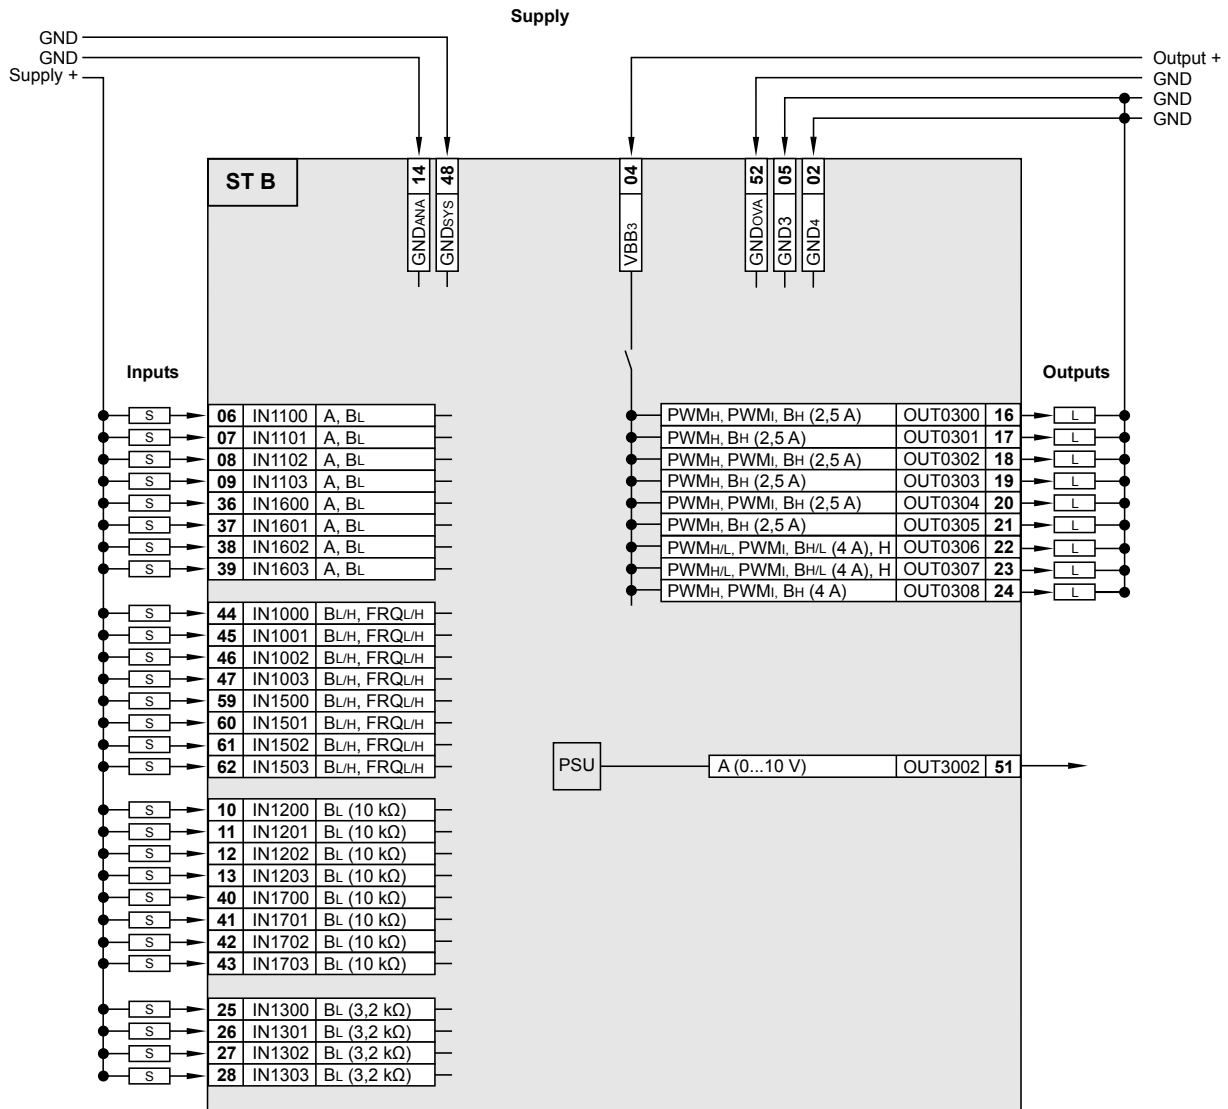 Supply
GND
GND
Supply +
Output +
GND
GND
GND
ST B
14 GNDANA
48 GNDSYS
04 VBB3
52 GNDOVA
05 GND3
02 GND4
Inputs
Outputs
S 06 IN1100 A, BL
S 07 IN1101 A, BL
S 08 IN1102 A, BL
S 09 IN1103 A, BL
S 36 IN1600 A, BL
S 37 IN1601 A, BL
S 38 IN1602 A, BL
S 39 IN1603 A, BL
PWMH, PWMI, BH (2,5 A) OUT0300 16 L
PWMH, BH (2,5 A) OUT0301 17 L
PWMH, PWMI, BH (2,5 A) OUT0302 18 L
PWMH, BH (2,5 A) OUT0303 19 L
PWMH, PWMI, BH (2,5 A) OUT0304 20 L
PWMH, BH (2,5 A) OUT0305 21 L
PWMH/L, PWMI, BH/L (4 A), H OUT0306 22 L
PWMH/L, PWMI, BH/L (4 A), H OUT0307 23 L
PWMH, PWMI, BH (4 A) OUT0308 24 L
S 44 IN1000 BL/H, FRQL/H
S 45 IN1001 BL/H, FRQL/H
S 46 IN1002 BL/H, FRQL/H
S 47 IN1003 BL/H, FRQL/H
S 59 IN1500 BL/H, FRQL/H
S 60 IN1501 BL/H, FRQL/H
S 61 IN1502 BL/H, FRQL/H
S 62 IN1503 BL/H, FRQL/H
PSU A (0...10 V) OUT3002 51
S 10 IN1200 BL (10 kΩ)
S 11 IN1201 BL (10 kΩ)
S 12 IN1202 BL (10 kΩ)
S 13 IN1203 BL (10 kΩ)
S 40 IN1700 BL (10 kΩ)
S 41 IN1701 BL (10 kΩ)
S 42 IN1702 BL (10 kΩ)
S 43 IN1703 BL (10 kΩ)
S 25 IN1300 BL (3,2 kΩ)
S 26 IN1301 BL (3,2 kΩ)
S 27 IN1302 BL (3,2 kΩ)
S 28 IN1303 BL (3,2 kΩ)